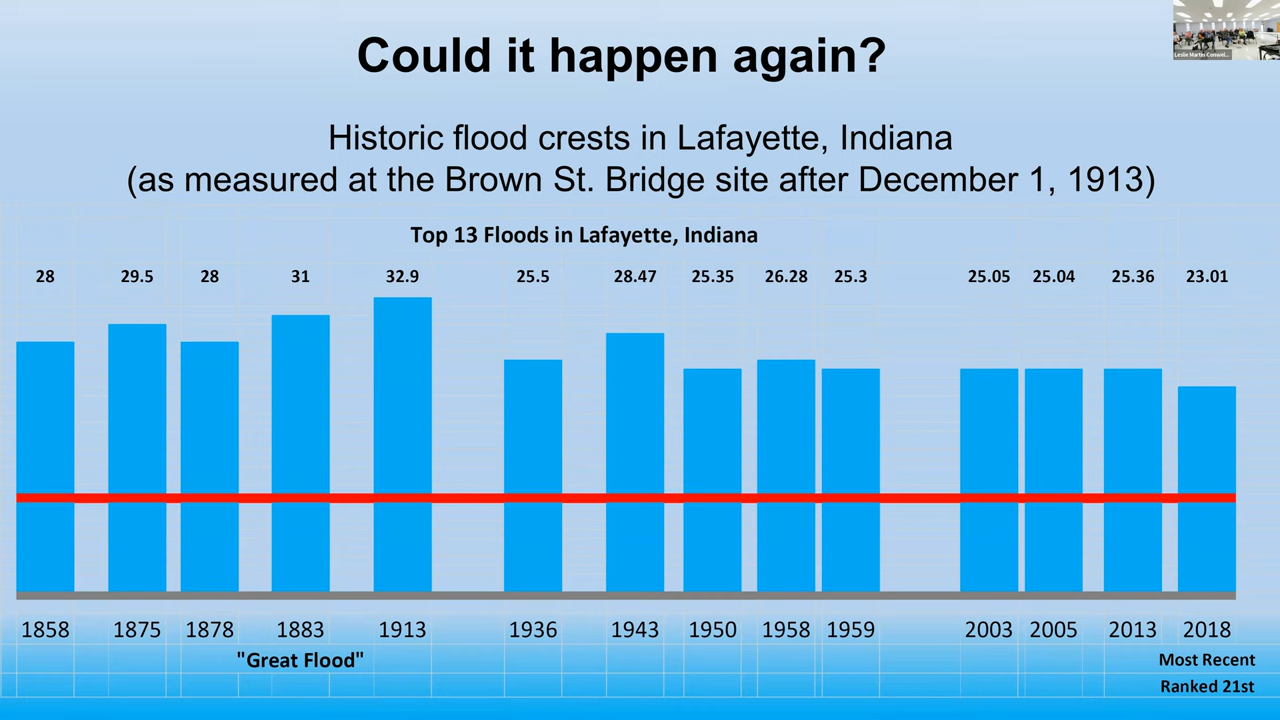 Could it happen again?
Leslie Martin Conwel...
Historic flood crests in Lafayette, Indiana
(as measured at the Brown St. Bridge site after December 1, 1913)
Top 13 Floods in Lafayette, Indiana
28 29.5 28 31 32.9 25.5 28.47 25.35 26.28 25.3 25.05 25.04 25.36 23.01
1858 1875 1878 1883 1913 1936 1943 1950 1958 1959 2003 2005 2013 2018
"Great Flood" Most Recent
Ranked 21st